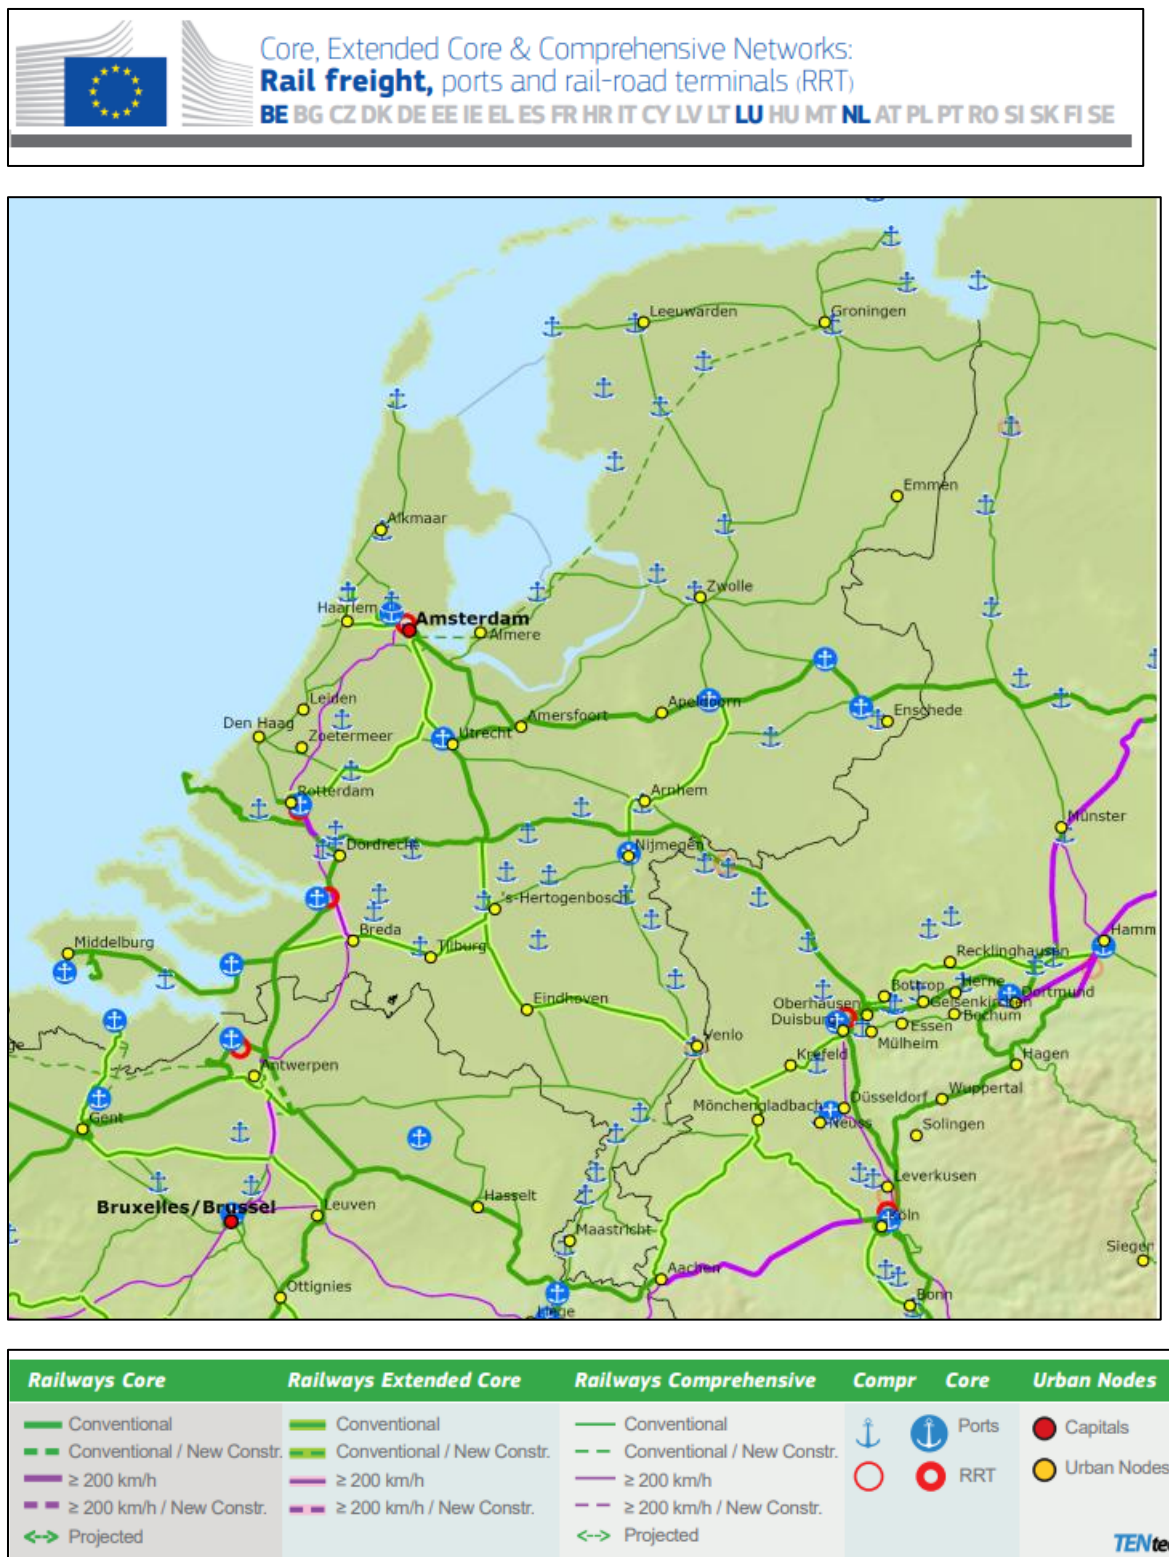 Core, Extended Core & Comprehensive Networks:
Rail freight, ports and rail-road terminals (RRT)
BE BG CZ DK DE EE IE EL ES FR HR IT CY LV LT LU HU MT NL AT PL PT RO SI SK FI SE
Leeuwarden
Groningen
Emmen
Alkmaar
Zwolle
Haarlem
Amsterdam
Almere
Leiden
Apeldoorn
Enschede
Den Haag
Amersfoort
Zoetermeer
Utrecht
Rotterdam
Arnhem
Münster
Dordrecht
Nijmegen
's-Hertogenbosch
Breda
Hamm
Middelburg
Tilburg
Recklinghausen
Bottrop
Herne
Eindhoven
Oberhausen
Gelsenkirchen
Dortmund
Duisburg
Bochum
Essen
Venlo
Mülheim
Krefeld
Hagen
Antwerpen
Wuppertal
Mönchengladbach
Düsseldorf
Gent
Neuss
Solingen
Leverkusen
Hasselt
Bruxelles/Brussel
Leuven
Köln
Maastricht
Siegen
Aachen
Ottignies
Bonn
Liège
Railways Core
Railways Extended Core
Railways Comprehensive
Compr
Core
Urban Nodes
Conventional
Conventional
Conventional
Ports
Capitals
Conventional / New Constr.
Conventional / New Constr.
Conventional / New Constr.
≥ 200 km/h
≥ 200 km/h
≥ 200 km/h
RRT
Urban Nodes
≥ 200 km/h / New Constr.
≥ 200 km/h / New Constr.
≥ 200 km/h / New Constr.
Projected
Projected
TENte